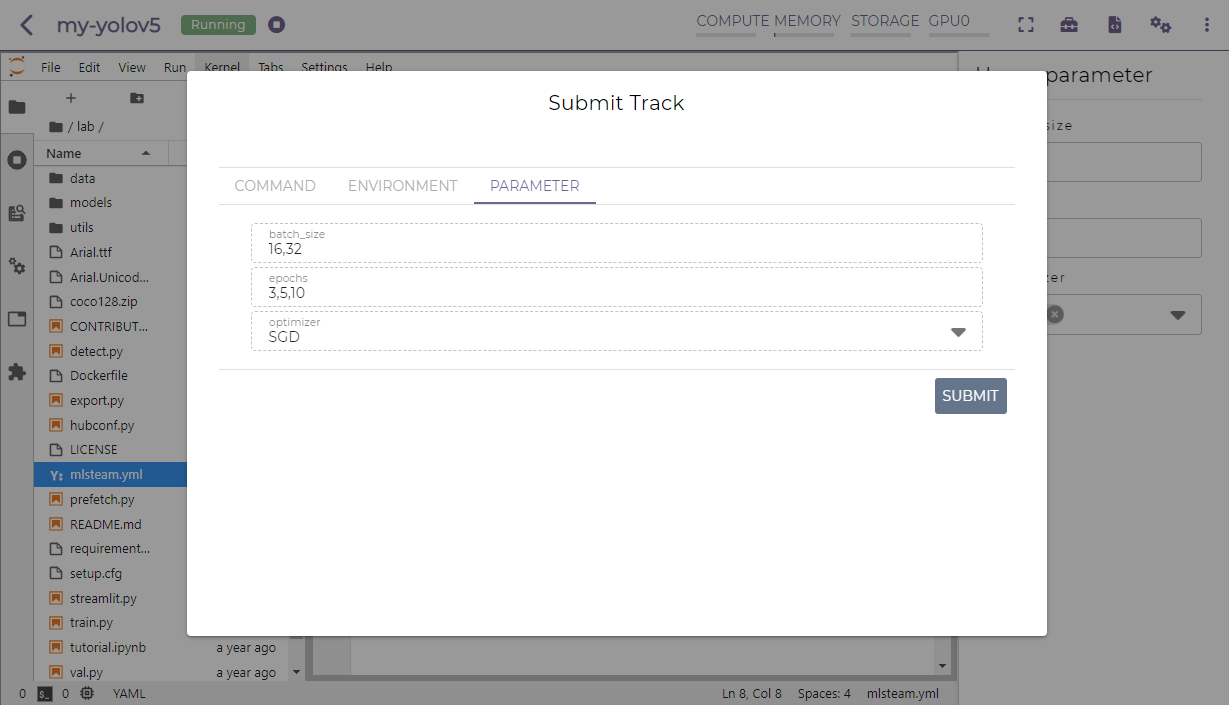 my-yolov5
Running
COMPUTE MEMORY STORAGE GPU0
File Edit View Run Kernel Tabs Settings Help
/ lab /
Name
data
models
utils
Arial.ttf
Arial.Unicod...
coco128.zip
CONTRIBUT...
detect.py
Dockerfile
export.py
hubconf.py
LICENSE
Y: mlsteam.yml
prefetch.py
README.md
requirement...
setup.cfg
streamlit.py
train.py
tutorial.ipynb a year ago
val.py a year ago
Submit Track
COMMAND ENVIRONMENT PARAMETER
batch_size
16,32
epochs
3,5,10
optimizer
SGD
SUBMIT
parameter
size
zer
0 $_ 0 YAML
Ln 8, Col 8 Spaces: 4 mlsteam.yml